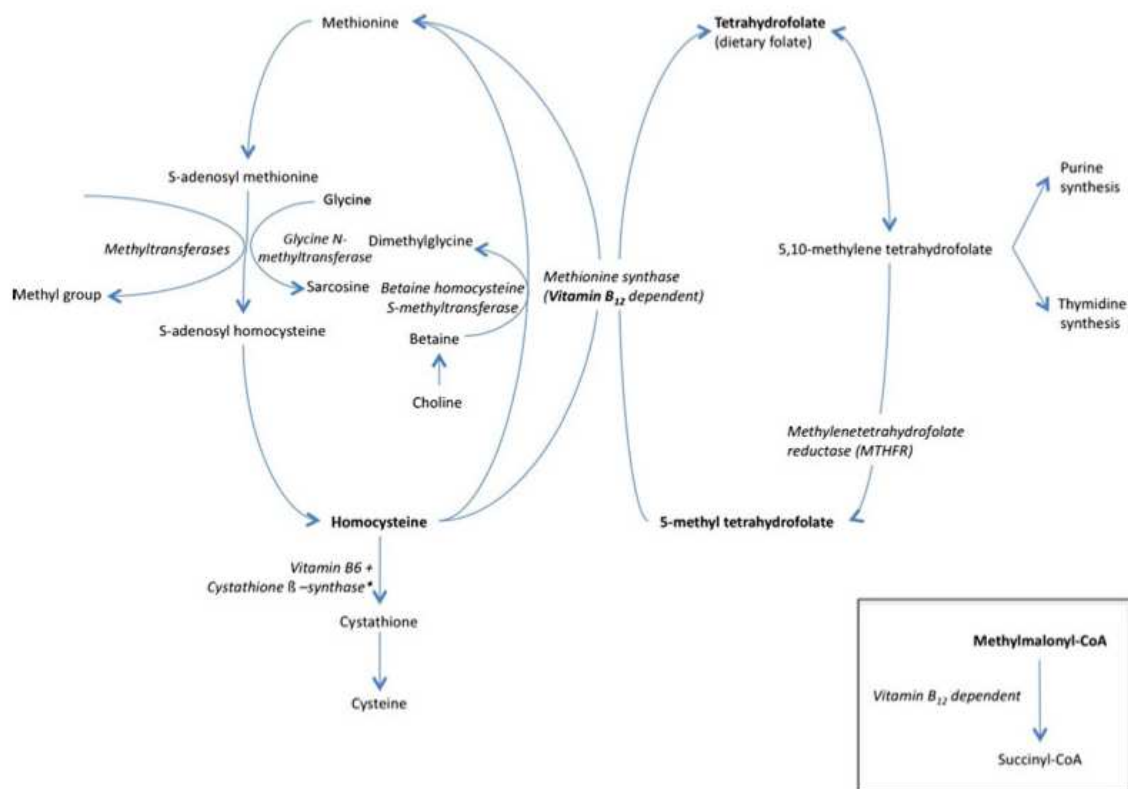 Methionine
Tetrahydrofolate
(dietary folate)
S-adenosyl methionine
Glycine
Methyltransferases
Glycine N-
methyltransferase
Dimethylglycine
Methyl group
Sarcosine
Betaine homocysteine
S-methyltransferase
Methionine synthase
(Vitamin B12 dependent)
S-adenosyl homocysteine
Betaine
Choline
5,10-methylene tetrahydrofolate
Purine
synthesis
Thymidine
synthesis
Methylenetetrahydrofolate
reductase (MTHFR)
Homocysteine
5-methyl tetrahydrofolate
Vitamin B6 +
Cystathione ß –synthase*
Cystathione
Cysteine
Methylmalonyl-CoA
Vitamin B12 dependent
Succinyl-CoA